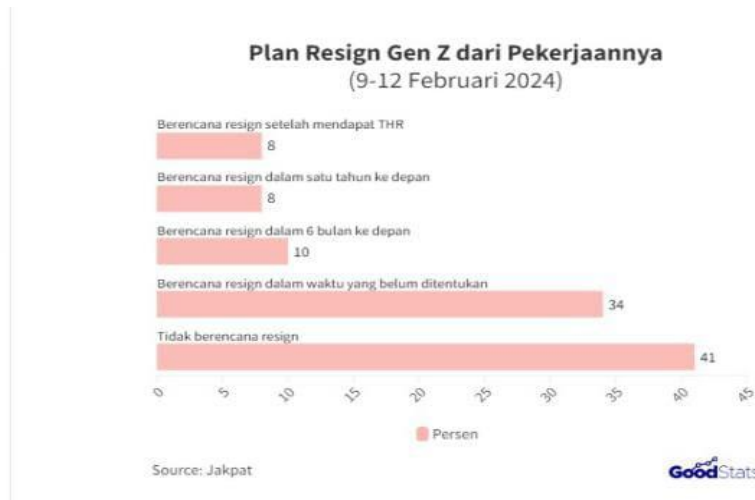 Plan Resign Gen Z dari Pekerjaannya
(9-12 Februari 2024)
Berencana resign setelah mendapat THR
8
Berencana resign dalam satu tahun ke depan
8
Berencana resign dalam 6 bulan ke depan
10
Berencana resign dalam waktu yang belum ditentukan
34
Tidak berencana resign
41
0 5 10 15 20 25 30 35 40 45
Persen
Source: Jakpat
GoodStats